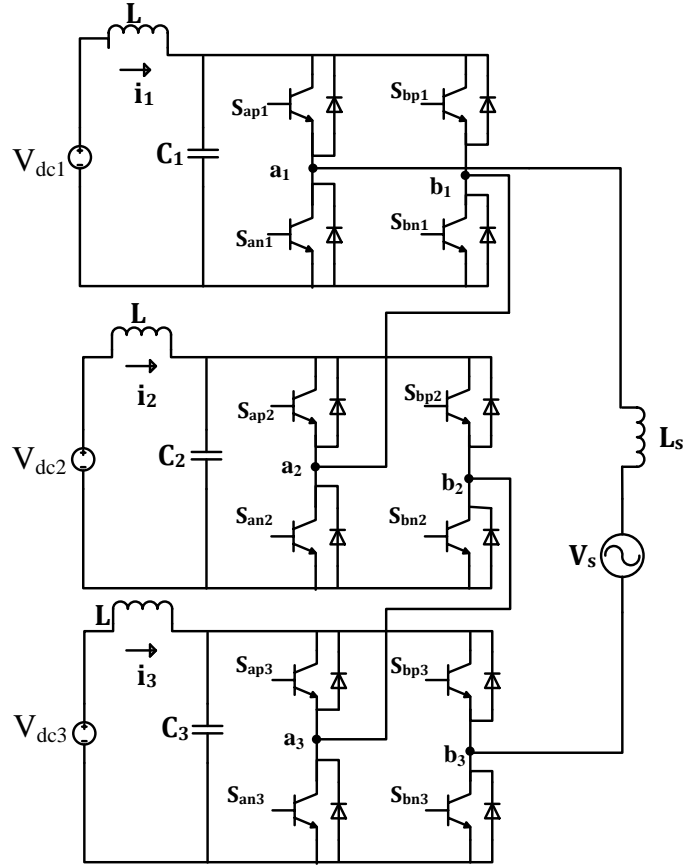 L
i1
Vdc1
C1
Sap1
Sbp1
a1
b1
San1
Sbn1
L
i2
Vdc2
C2
Sap2
Sbp2
a2
b2
San2
Sbn2
Ls
Vs
L
i3
Vdc3
C3
Sap3
Sbp3
a3
b3
San3
Sbn3